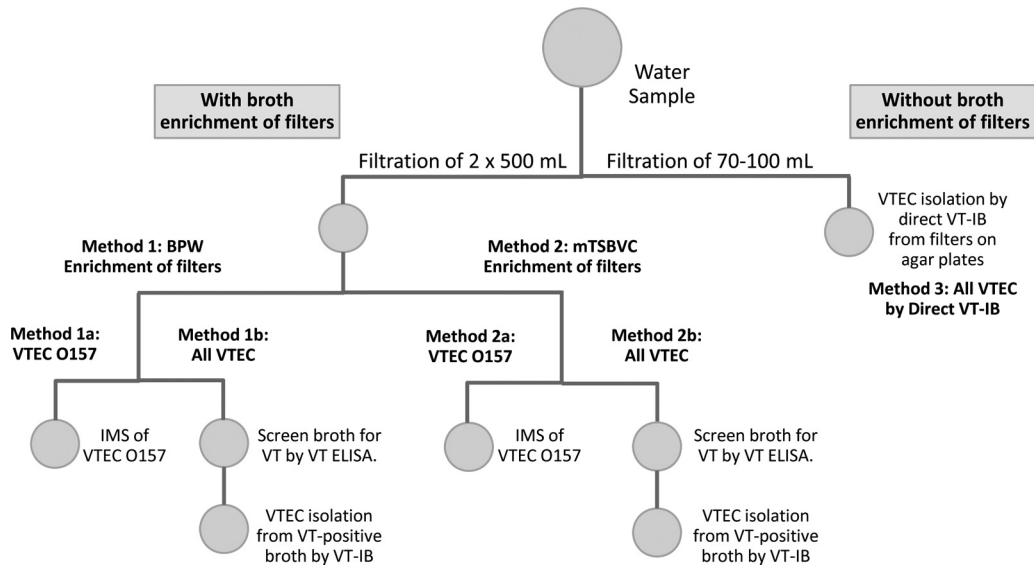 Water
Sample
With broth
enrichment of filters
Without broth
enrichment of filters
Filtration of 2 x 500 mL
Filtration of 70-100 mL
VTEC isolation by
direct VT-IB
from filters on
agar plates
Method 3: All VTEC
by Direct VT-IB
Method 1: BPW
Enrichment of filters
Method 2: mTSBVC
Enrichment of filters
Method 1a:
VTEC O157
Method 1b:
All VTEC
Method 2a:
VTEC O157
Method 2b:
All VTEC
IMS of
VTEC O157
Screen broth for
VT by VT ELISA.
IMS of
VTEC O157
Screen broth for
VT by VT ELISA.
VTEC isolation
from VT-positive
broth by VT-IB
VTEC isolation
from VT-positive
broth by VT-IB